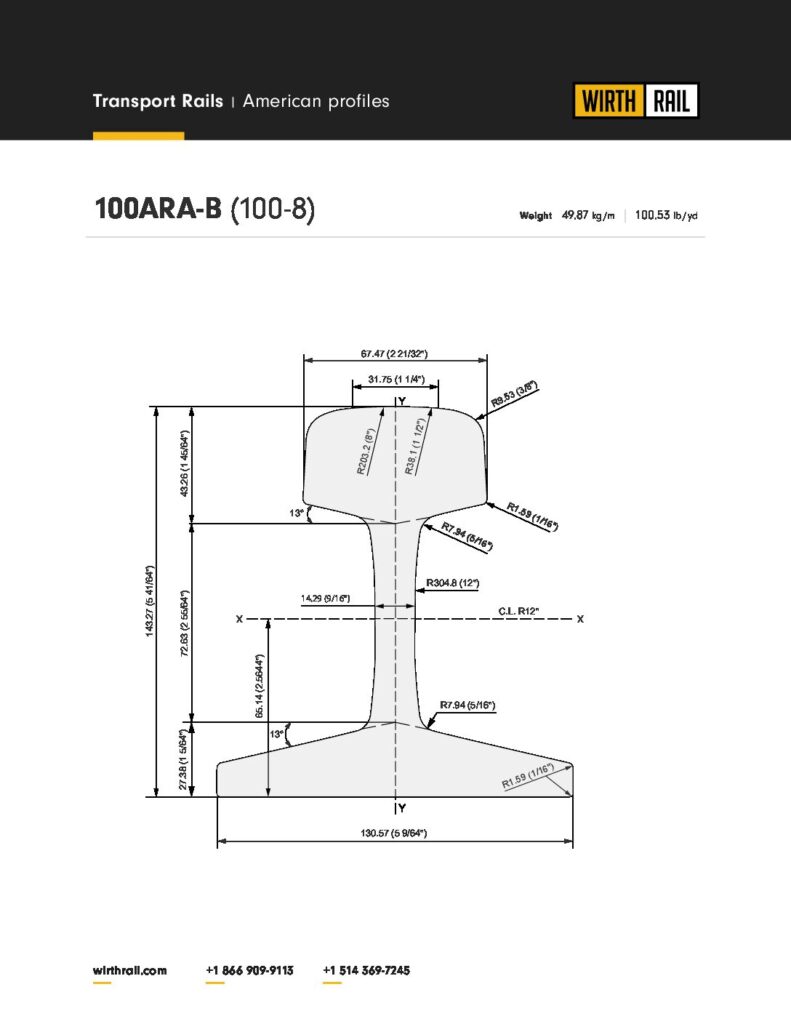 Transport Rails | American profiles
WIRTH RAIL
100ARA-B (100-8)
Weight 49,87 kg/m | 100,53 lb/yd
67.47 (2 21/32")
31.75 (1 1/4")
R9.53 (3/8")
Y
R203.2 (8")
R38.1 (1 1/2")
43.26 (1 45/64")
13°
R1.59 (1/16")
R7.94 (5/16")
143.27 (5 41/64")
72.63 (2 55/64")
R304.8 (12")
14.29 (9/16")
C.L. R12"
X
X
65.14 (2.5644")
R7.94 (5/16")
13°
27.38 (1 5/64")
R1.59 (1/16")
Y
130.57 (5 9/64")
wirthrail.com
+1 866 909-9113
+1 514 369-7245